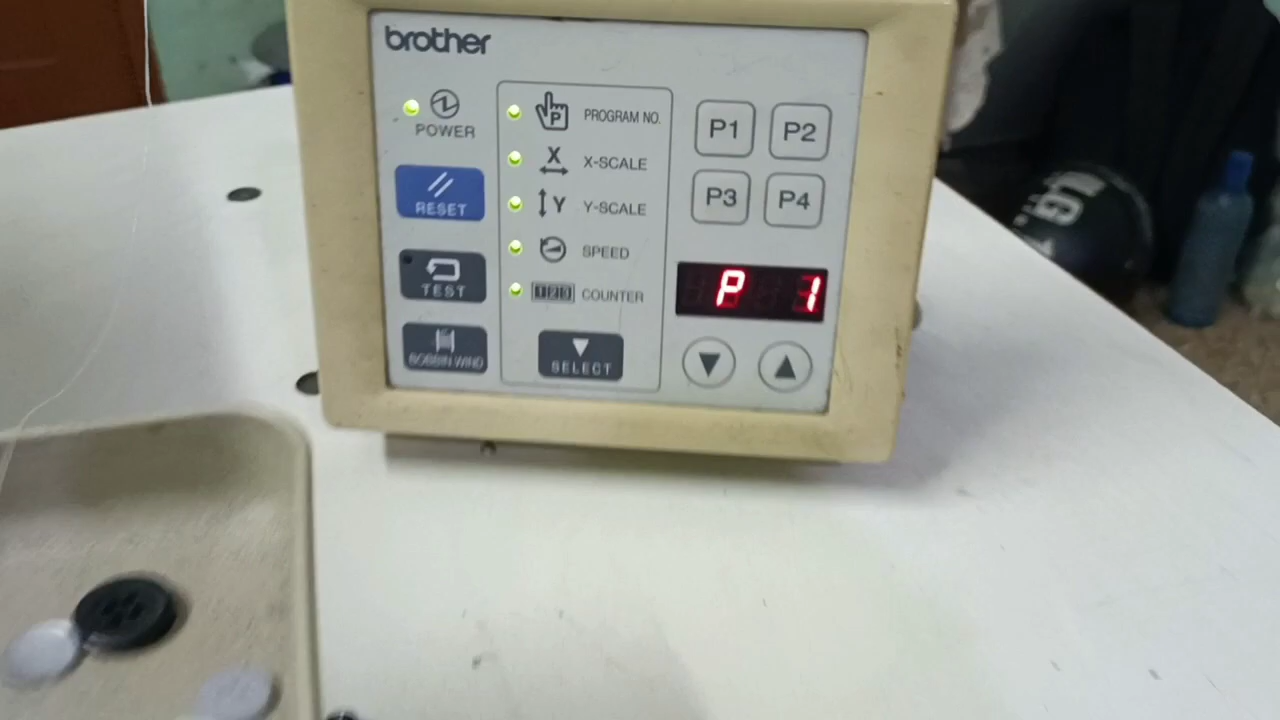 brother
POWER
RESET
TEST
BOBBIN WIND
P
PROGRAM NO.
X
X-SCALE
Y
Y-SCALE
SPEED
123
COUNTER
SELECT
P1
P2
P3
P4
P 1